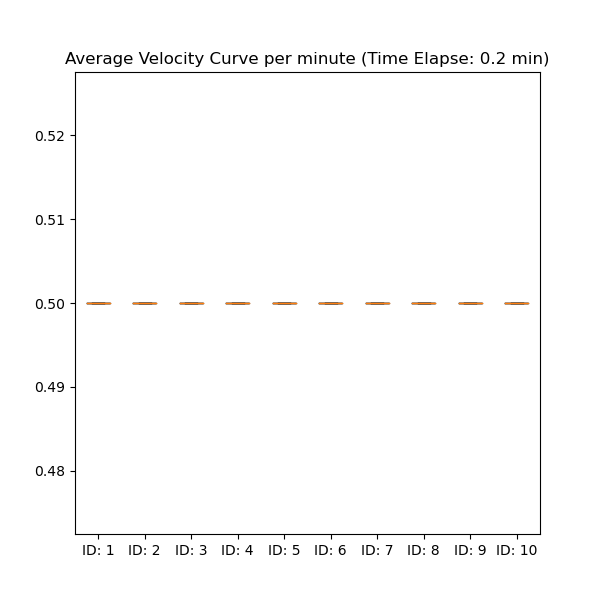 Average Velocity Curve per minute (Time Elapse: 0.2 min)
0.52
0.51
0.50
0.49
0.48
ID: 1 ID: 2 ID: 3 ID: 4 ID: 5 ID: 6 ID: 7 ID: 8 ID: 9 ID: 10